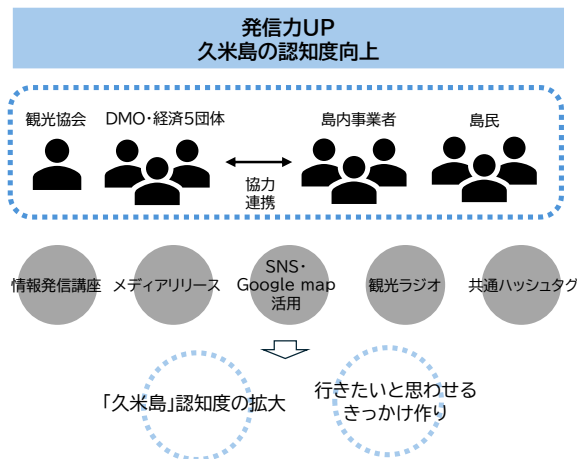 発信力UP
久米島の認知度向上
観光協会
DMO・経済5団体
島内事業者
島民
協力
連携
情報発信講座
メディアリリース
SNS・
Google map
活用
観光ラジオ
共通ハッシュタグ
「久米島」認知度の拡大
行きたいと思わせる
きっかけ作り